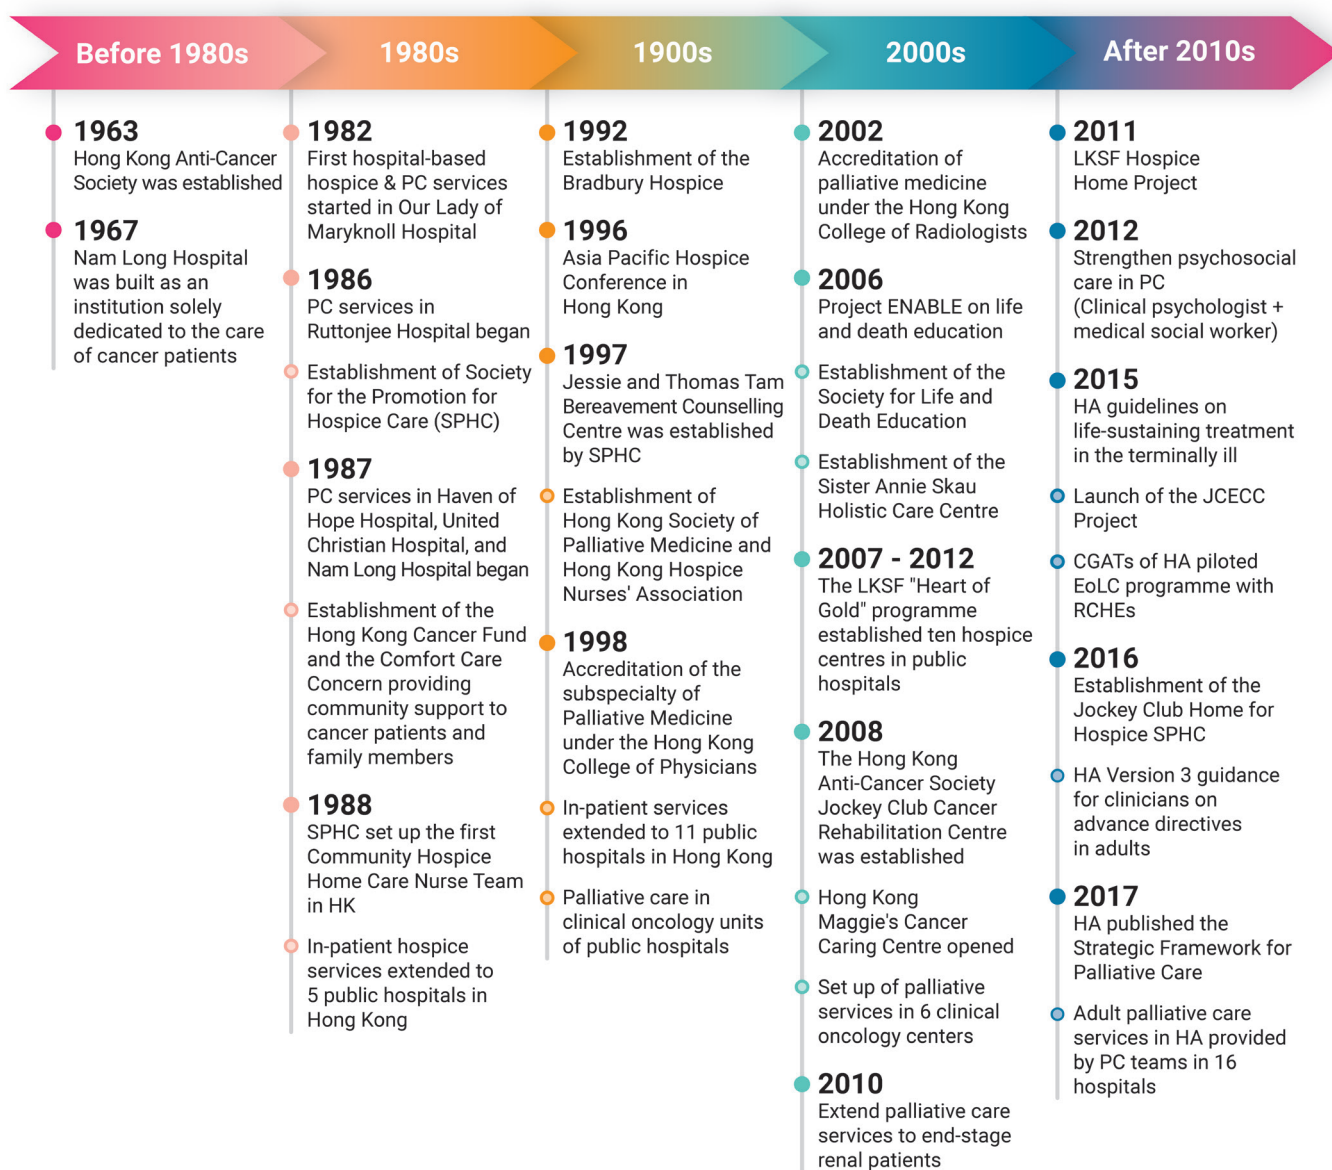 Before 1980s
1980s
1900s
2000s
After 2010s
1963
Hong Kong Anti-Cancer
Society was established
1967
Nam Long Hospital
was built as an
institution solely
dedicated to the care
of cancer patients
1982
First hospital-based
hospice & PC services
started in Our Lady of
Maryknoll Hospital
1986
PC services in
Ruttonjee Hospital began
Establishment of Society
for the Promotion for
Hospice Care (SPHC)
1987
PC services in Haven of
Hope Hospital, United
Christian Hospital, and
Nam Long Hospital began
Establishment of the
Hong Kong Cancer Fund
and the Comfort Care
Concern providing
community support to
cancer patients and
family members
1988
SPHC set up the first
Community Hospice
Home Care Nurse Team
in HK
In-patient hospice
services extended to
5 public hospitals in
Hong Kong
1992
Establishment of the
Bradbury Hospice
1996
Asia Pacific Hospice
Conference in
Hong Kong
1997
Jessie and Thomas Tam
Bereavement Counselling
Centre was established
by SPHC
Establishment of
Hong Kong Society of
Palliative Medicine and
Hong Kong Hospice
Nurses' Association
1998
Accreditation of the
subspecialty of
Palliative Medicine
under the Hong Kong
College of Physicians
In-patient services
extended to 11 public
hospitals in Hong Kong
Palliative care in
clinical oncology units
of public hospitals
2002
Accreditation of
palliative medicine
under the Hong Kong
College of Radiologists
2006
Project ENABLE on life
and death education
Establishment of the
Society for Life and
Death Education
Establishment of the
Sister Annie Skau
Holistic Care Centre
2007 - 2012
The LKSF "Heart of
Gold" programme
established ten hospice
centres in public
hospitals
2008
The Hong Kong
Anti-Cancer Society
Jockey Club Cancer
Rehabilitation Centre
was established
Hong Kong
Maggie's Cancer
Caring Centre opened
Set up of palliative
services in 6 clinical
oncology centers
2010
Extend palliative care
services to end-stage
renal patients
2011
LKSF Hospice
Home Project
2012
Strengthen psychosocial
care in PC
(Clinical psychologist +
medical social worker)
2015
HA guidelines on
life-sustaining treatment
in the terminally ill
Launch of the JCECC
Project
CGATs of HA piloted
EoLC programme with
RCHEs
2016
Establishment of the
Jockey Club Home for
Hospice SPHC
HA Version 3 guidance
for clinicians on
advance directives
in adults
2017
HA published the
Strategic Framework for
Palliative Care
Adult palliative care
services in HA provided
by PC teams in 16
hospitals